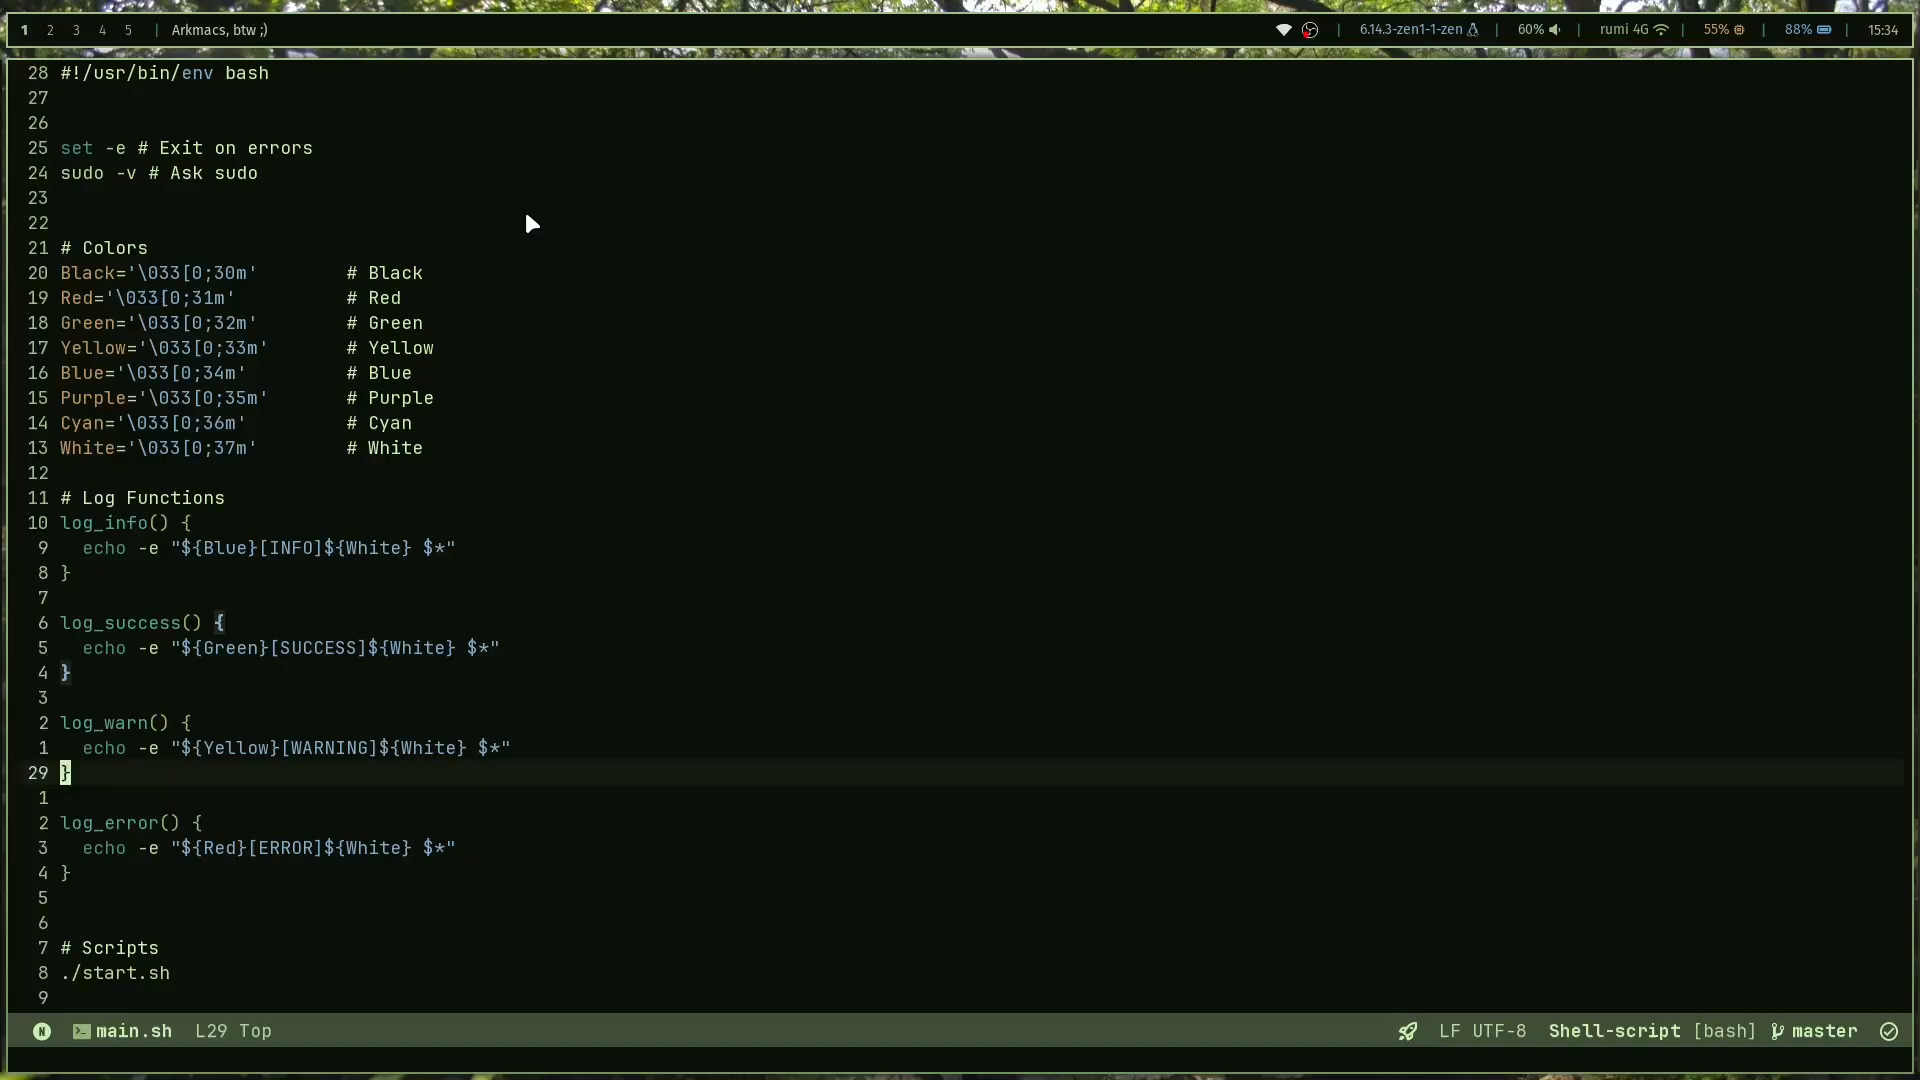 1 2 3 4 5 | Arkmacs, btw ;) | 6.14.3-zen1-1-zen | 60% | rumi 4G | 55% | 88% | 15:34
28 #!/usr/bin/env bash
27
26
25 set -e # Exit on errors
24 sudo -v # Ask sudo
23
22
21 # Colors
20 Black='\033[0;30m'        # Black
19 Red='\033[0;31m'          # Red
18 Green='\033[0;32m'        # Green
17 Yellow='\033[0;33m'       # Yellow
16 Blue='\033[0;34m'         # Blue
15 Purple='\033[0;35m'       # Purple
14 Cyan='\033[0;36m'         # Cyan
13 White='\033[0;37m'        # White
12
11 # Log Functions
10 log_info() {
9   echo -e "${Blue}[INFO]${White} $*"
8 }
7
6 log_success() {
5   echo -e "${Green}[SUCCESS]${White} $*"
4 }
3
2 log_warn() {
1   echo -e "${Yellow}[WARNING]${White} $*"
29 }
1
2 log_error() {
3   echo -e "${Red}[ERROR]${White} $*"
4 }
5
6
7 # Scripts
8 ./start.sh
9
N main.sh L29 Top LF UTF-8 Shell-script [bash] master